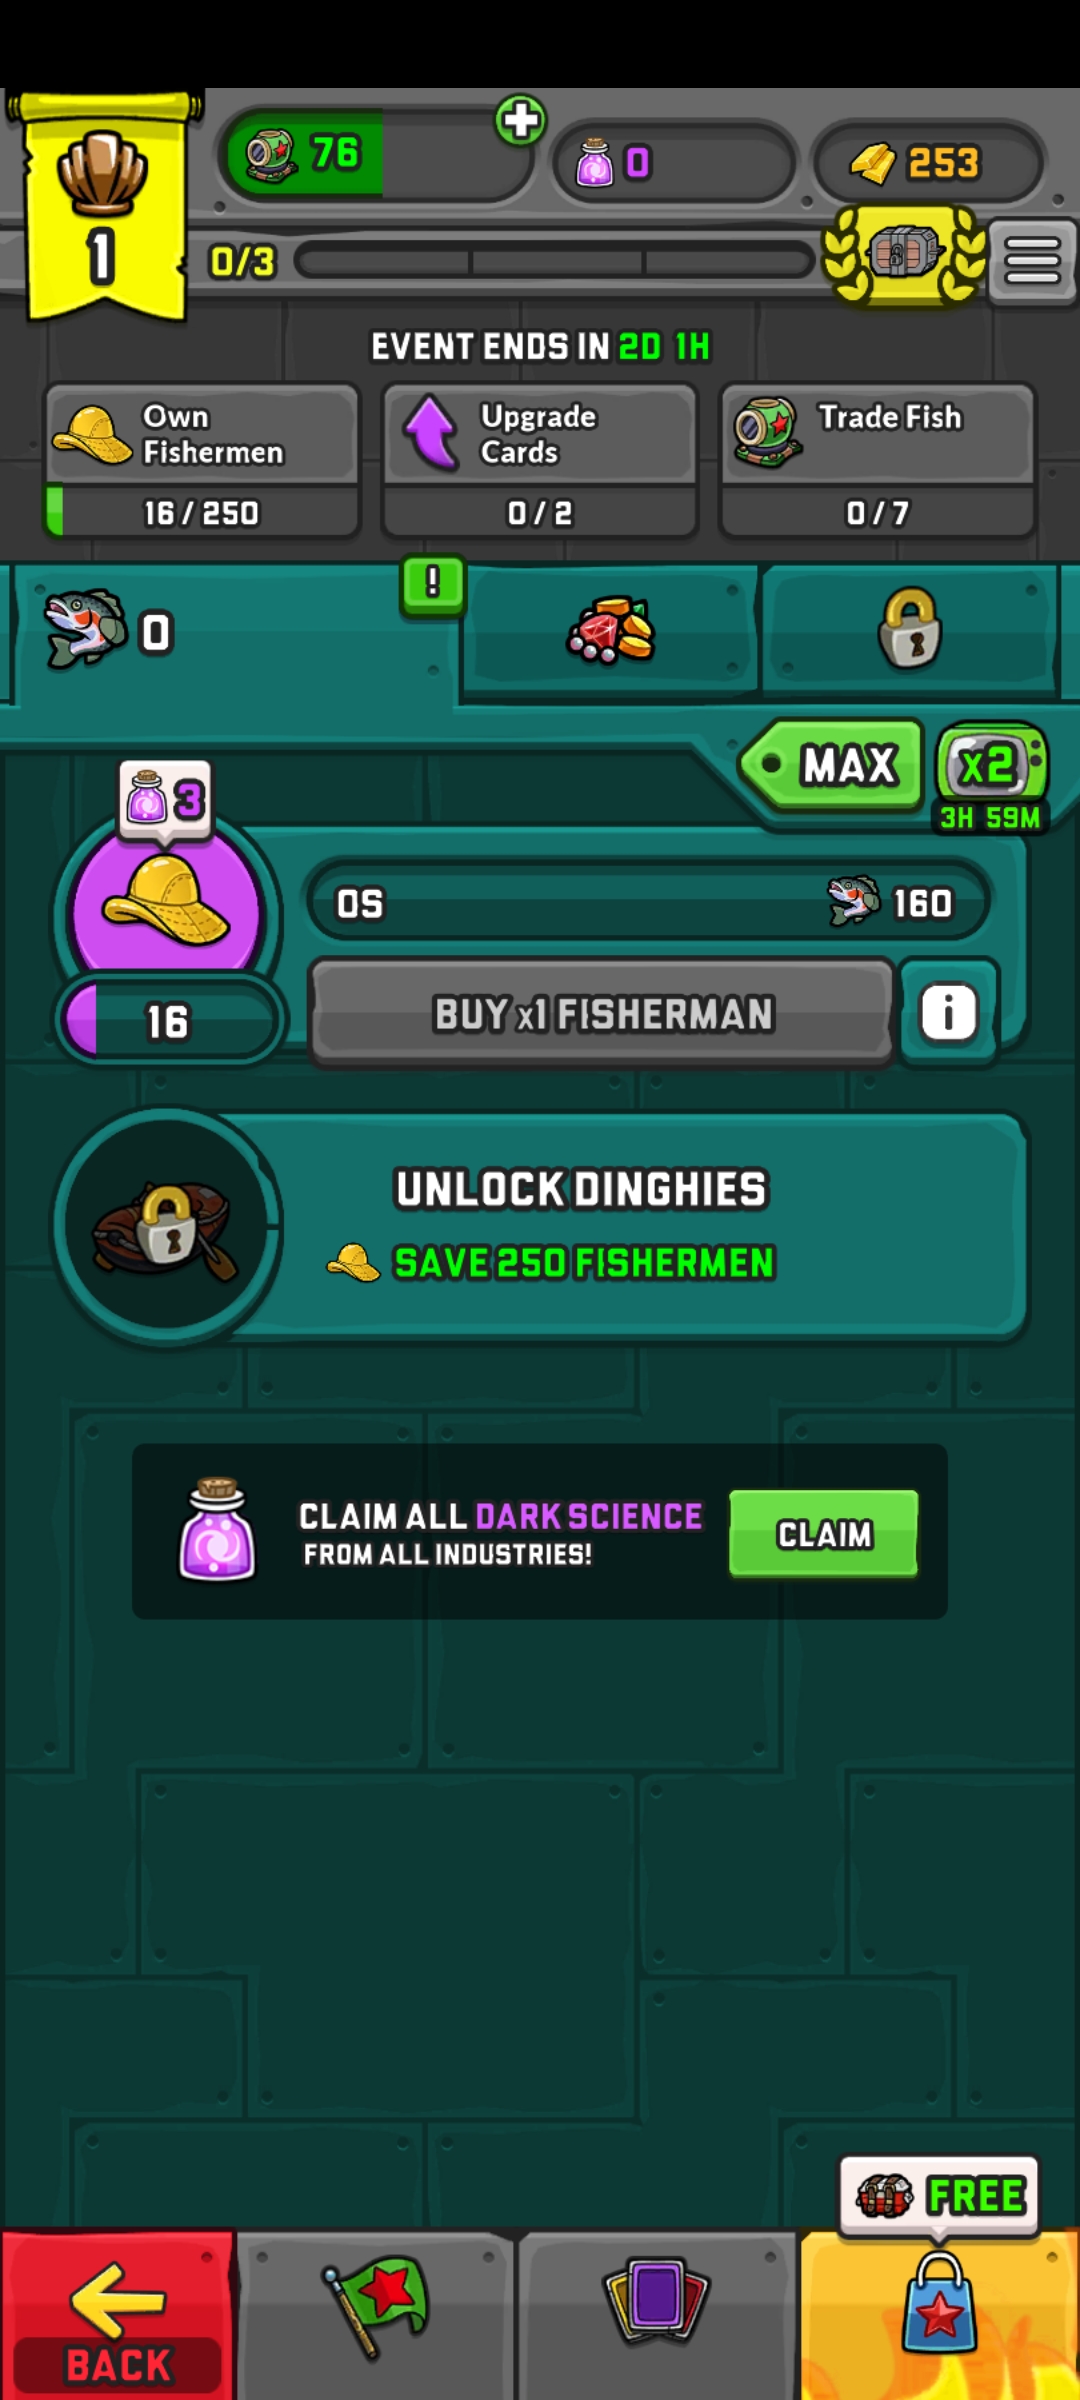 76
0
253
1
0/3
EVENT ENDS IN 2D 1H
Own
Fishermen
Upgrade
Cards
Trade Fish
16 / 250
0 / 2
0 / 7
!
0
MAX
x2
3H 59M
3
0S
160
16
BUY x1 FISHERMAN
i
UNLOCK DINGHIES
SAVE 250 FISHERMEN
CLAIM ALL DARK SCIENCE
FROM ALL INDUSTRIES!
CLAIM
FREE
BACK